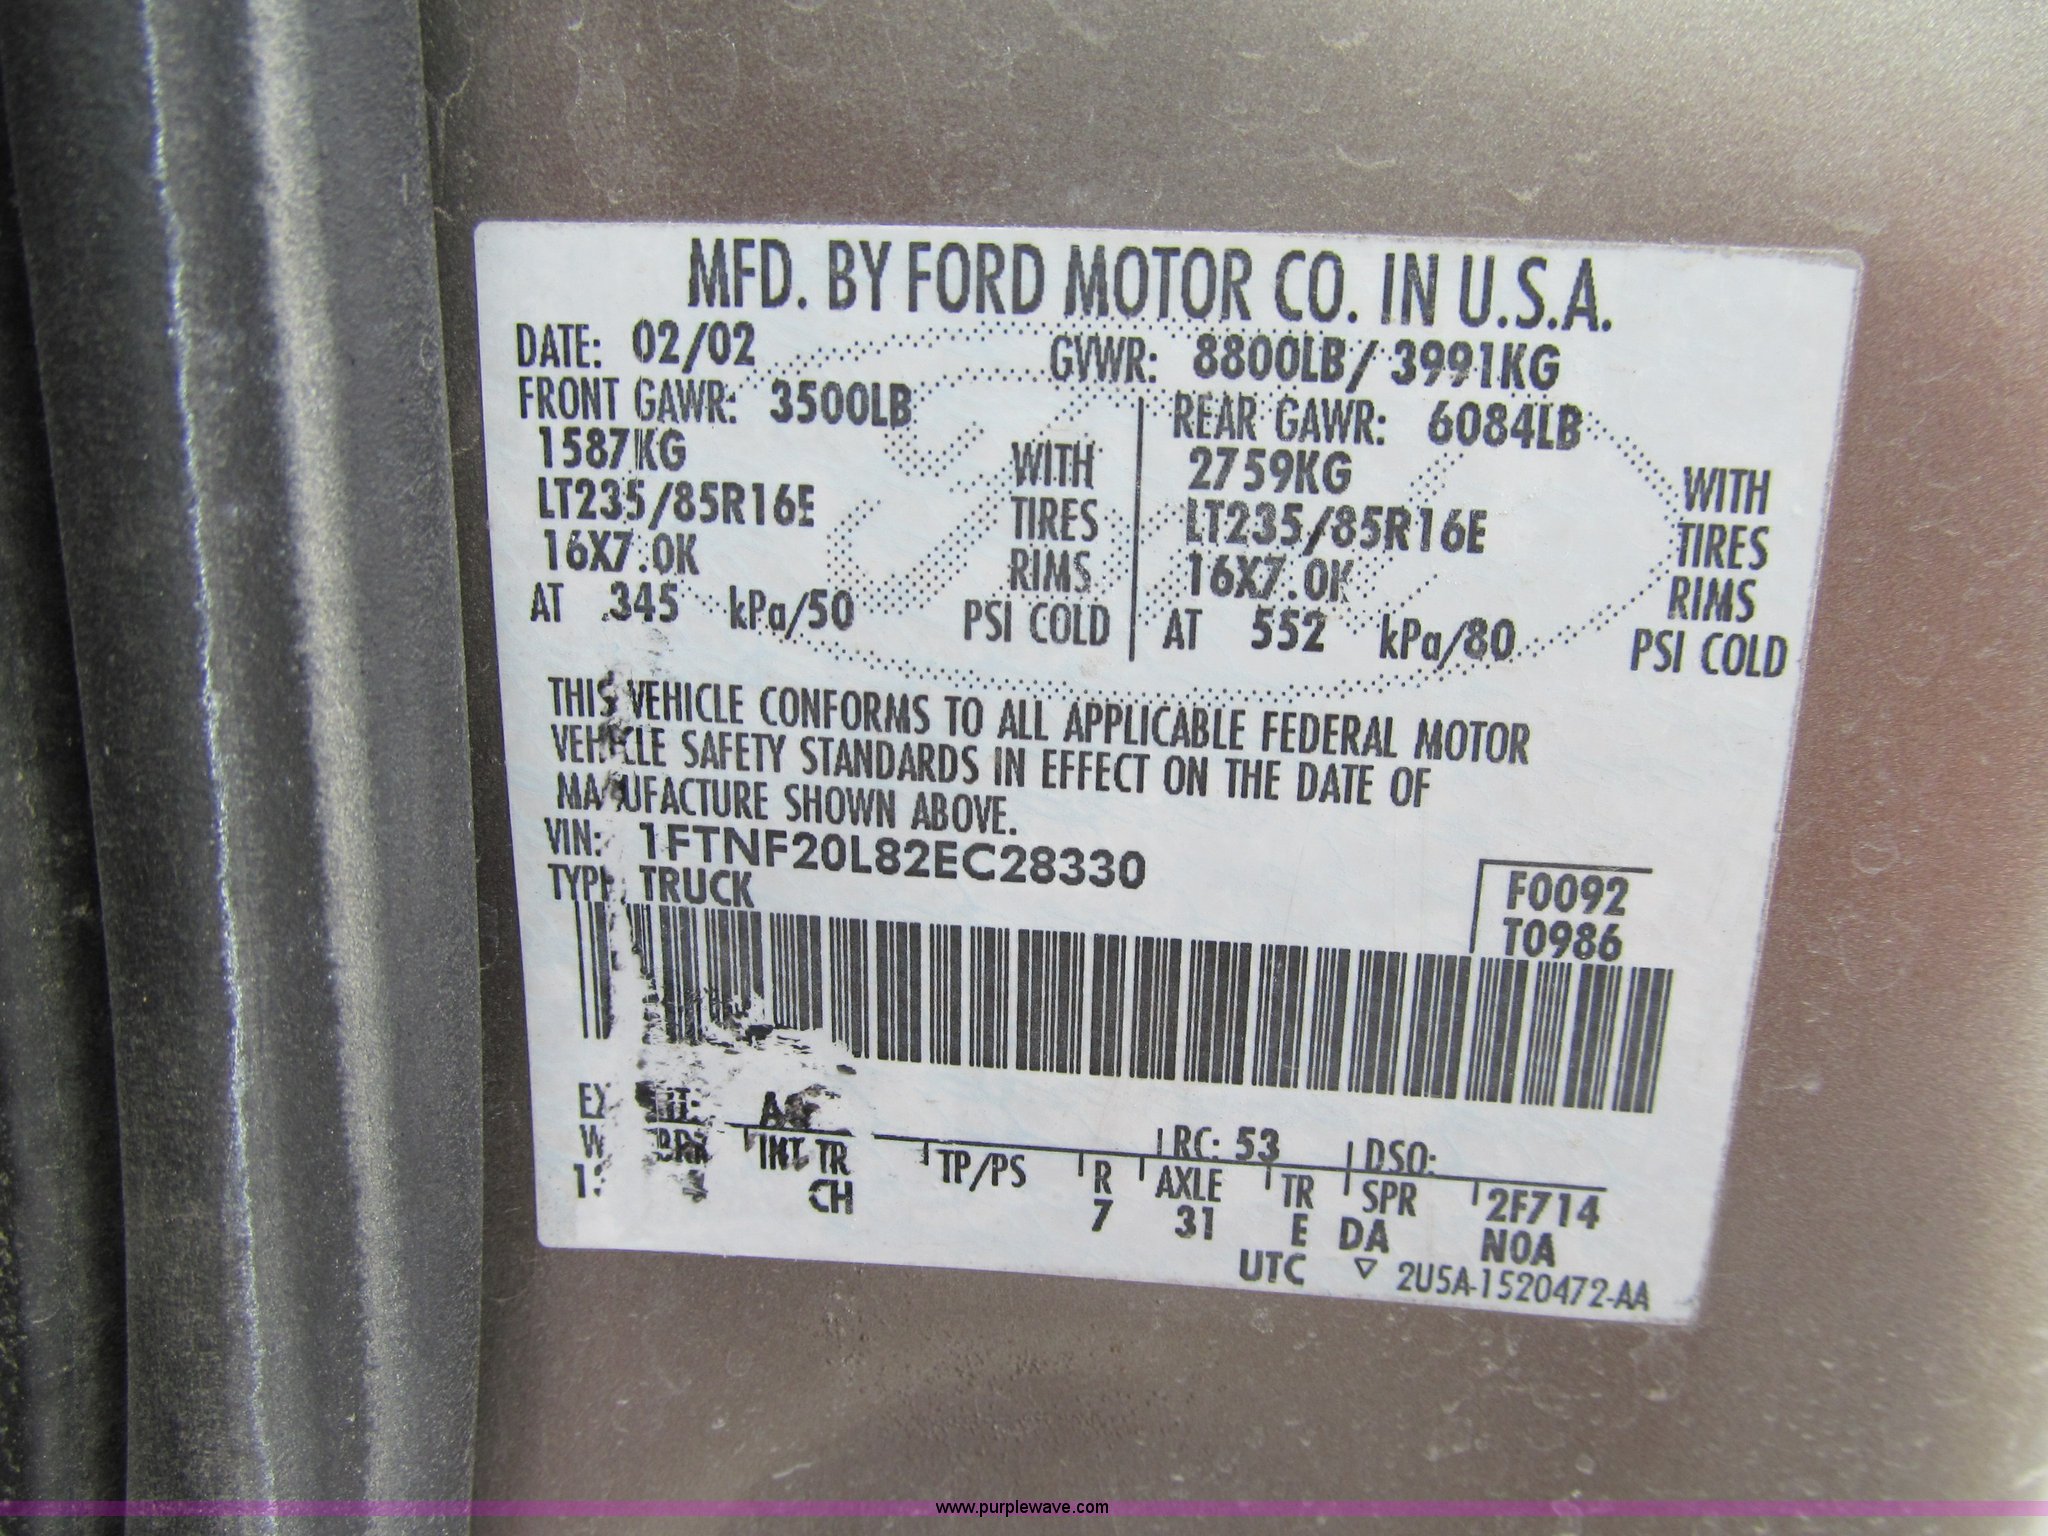 MFD. BY FORD MOTOR CO. IN U.S.A.
DATE: 02/02 GVWR: 8800LB/ 3991KG
FRONT GAWR: 3500LB REAR GAWR: 6084LB
1587KG WITH 2759KG WITH
LT235/85R16E TIRES LT235/85R16E TIRES
16X7.0K RIMS 16X7.0K RIMS
AT 345 kPa/50 PSI COLD AT 552 kPa/80 PSI COLD
THIS VEHICLE CONFORMS TO ALL APPLICABLE FEDERAL MOTOR
VEHICLE SAFETY STANDARDS IN EFFECT ON THE DATE OF
MANUFACTURE SHOWN ABOVE.
VIN: 1FTNF20L82EC28330
TYPE: TRUCK
F0092
T0986
RC: 53 DSO:
INT TR TP/PS R AXLE TR SPR 2F714
CH 7 31 E DA NOA
UTC ▽ 2U5A-1520472-AA
www.purplewave.com